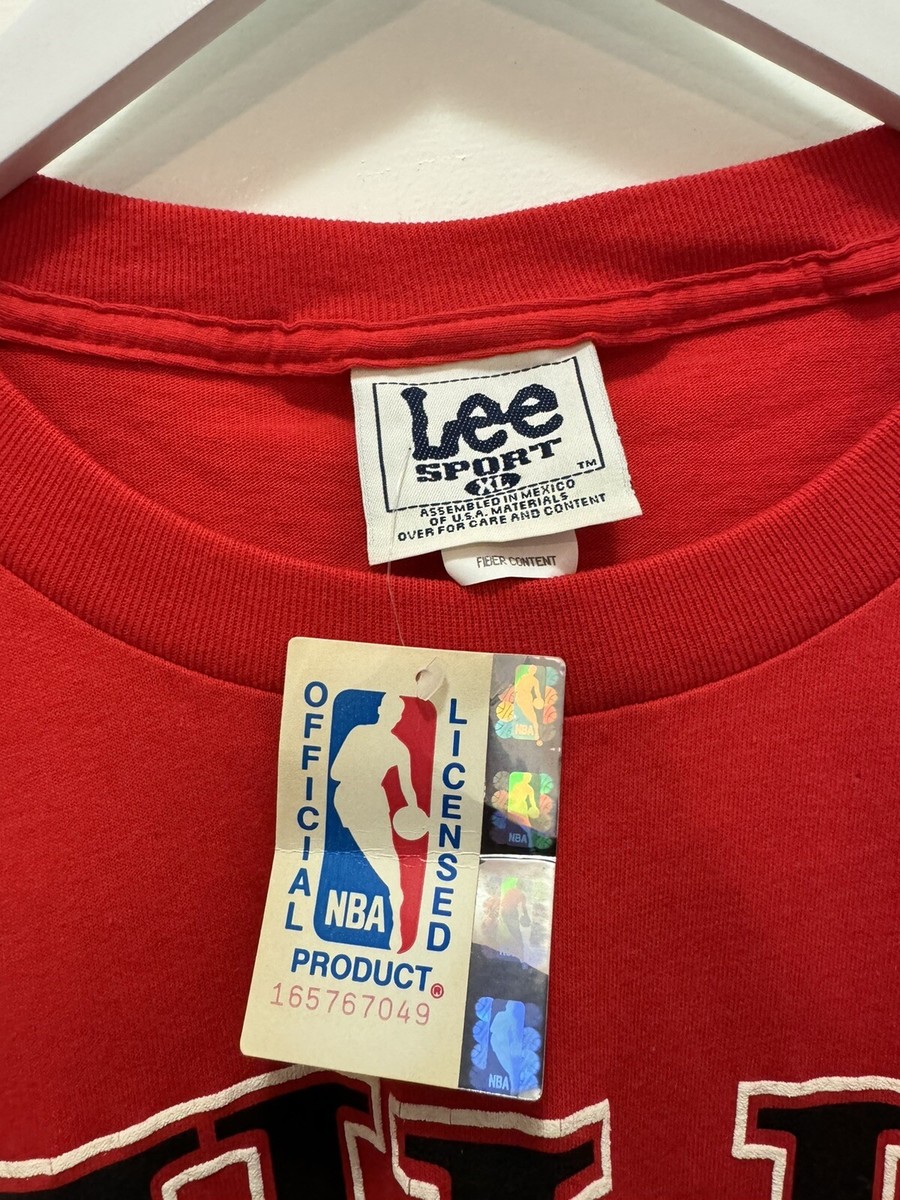 Lee
SPORT
TM
XL
ASSEMBLED IN MEXICO
OF U.S.A. MATERIALS
OVER FOR CARE AND CONTENT
FIBER CONTENT
OFFICIAL
LICENSED
NBA
PRODUCT®
165767049
NBA
NBA
NBA